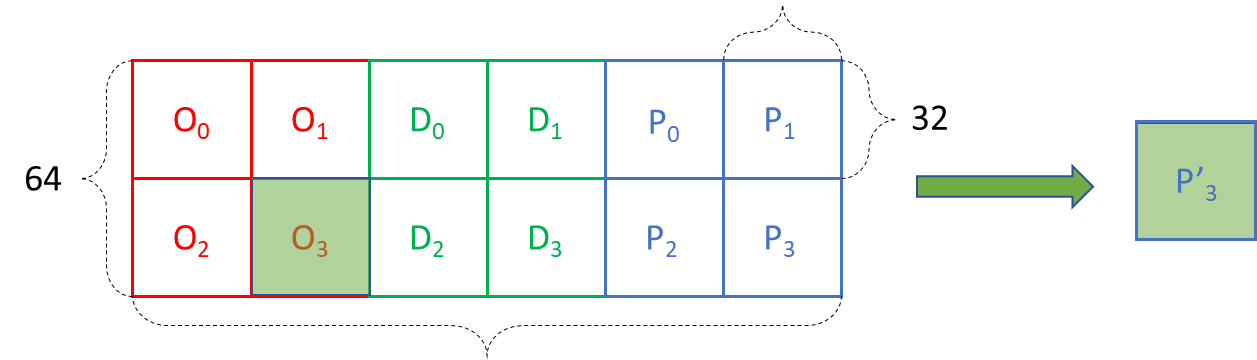 O₀ O₁ D₀ D₁ P₀ P₁ 32
64
O₂ O₃ D₂ D₃ P₂ P₃
P’₃